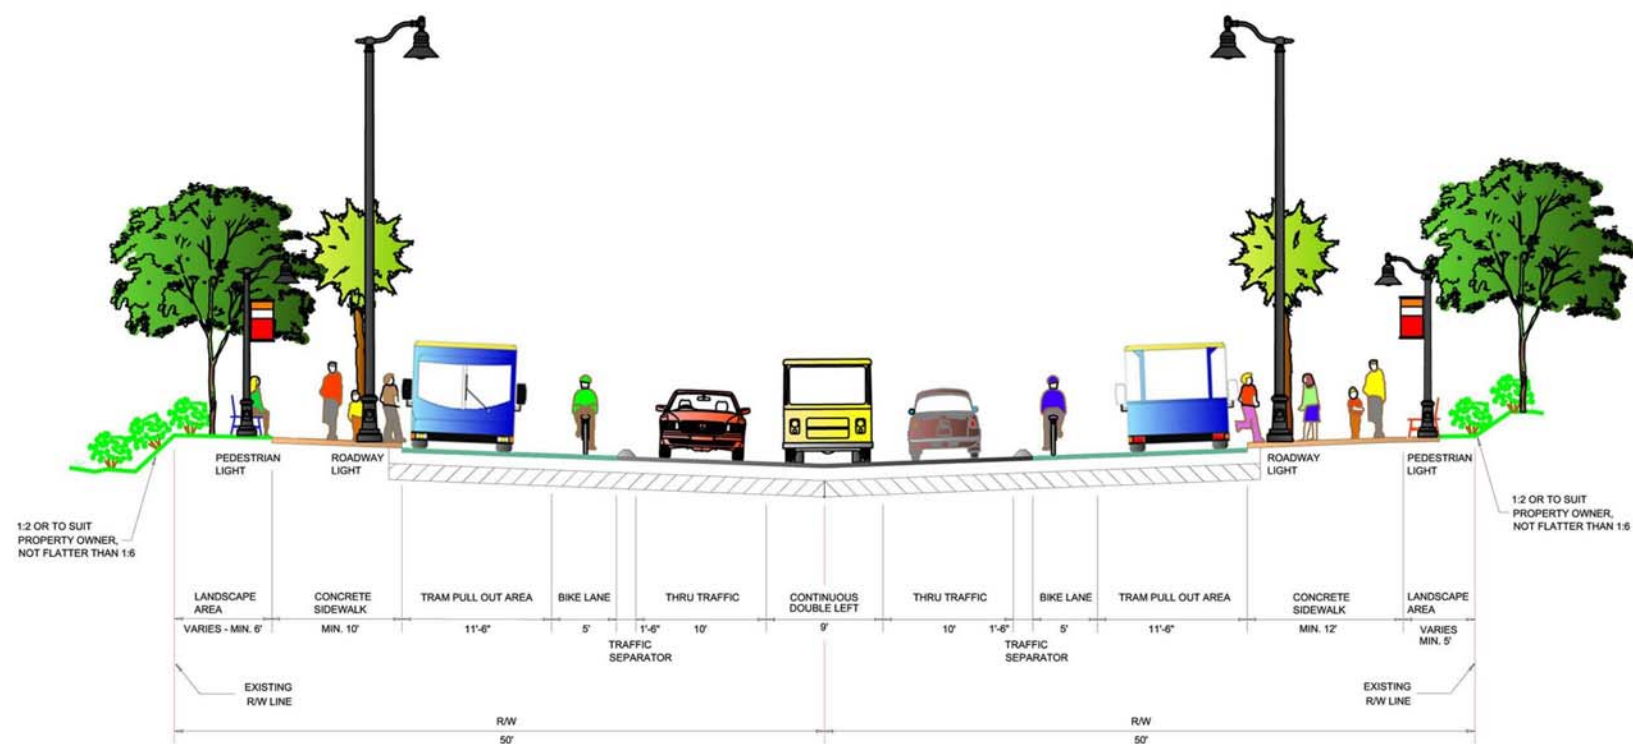 PEDESTRIAN
LIGHT
ROADWAY
LIGHT
ROADWAY
LIGHT
PEDESTRIAN
LIGHT
1:2 OR TO SUIT
PROPERTY OWNER,
NOT FLATTER THAN 1:6
1:2 OR TO SUIT
PROPERTY OWNER,
NOT FLATTER THAN 1:6
LANDSCAPE
AREA
VARIES - MIN. 6'
CONCRETE
SIDEWALK
MIN. 10'
TRAM PULL OUT AREA
11'-6"
BIKE LANE
5'
1'-6"
TRAFFIC
SEPARATOR
THRU TRAFFIC
10'
CONTINUOUS
DOUBLE LEFT
9'
THRU TRAFFIC
10'
1'-6"
TRAFFIC
SEPARATOR
BIKE LANE
5'
TRAM PULL OUT AREA
11'-6"
CONCRETE
SIDEWALK
MIN. 12'
LANDSCAPE
AREA
VARIES
MIN. 5'
EXISTING
R/W LINE
EXISTING
R/W LINE
R/W
50'
R/W
50'